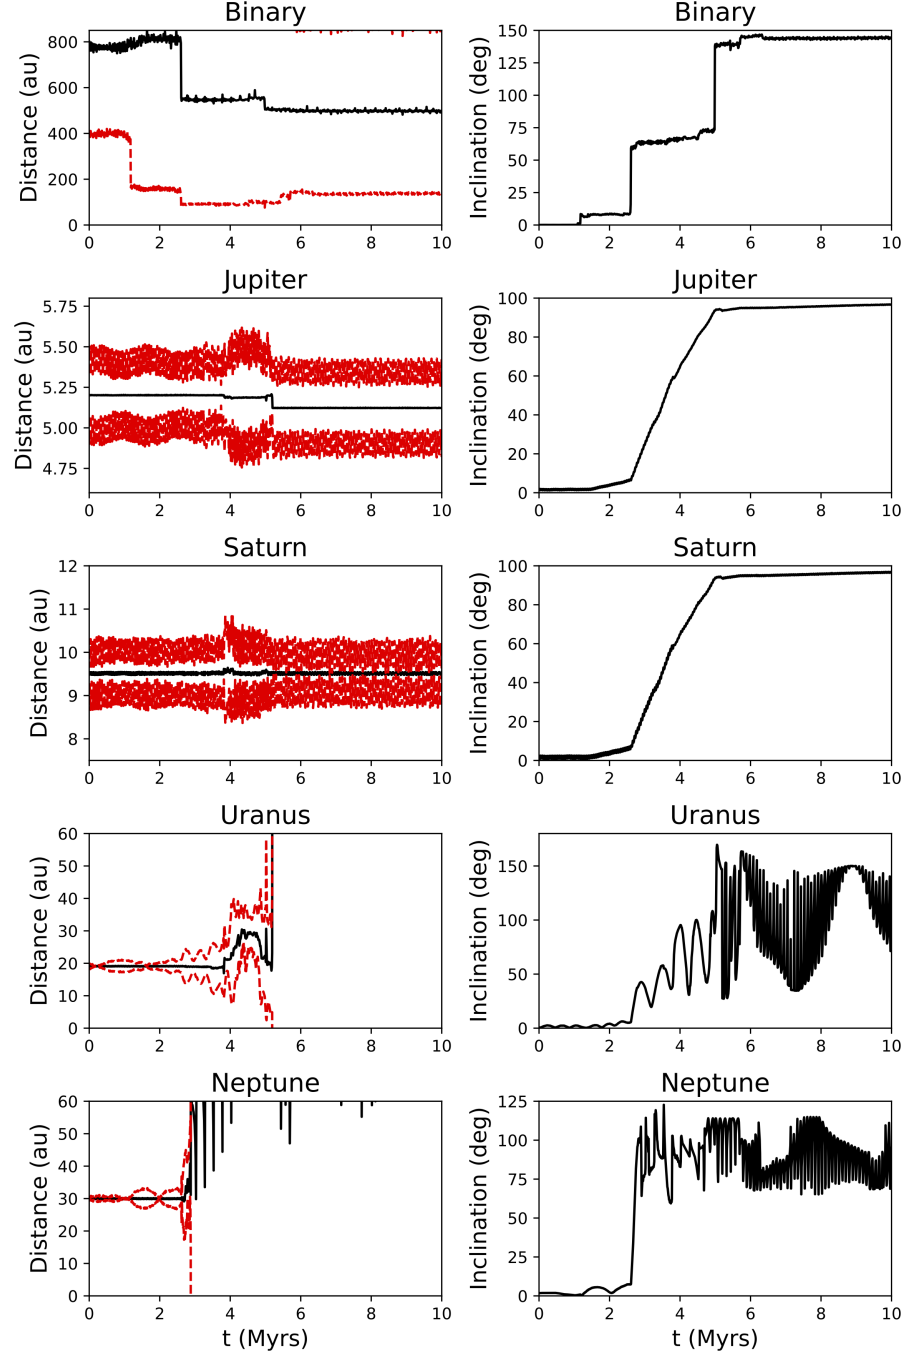 Binary
Binary
Distance (au)
800
600
400
200
0
0 2 4 6 8 10
Inclination (deg)
150
125
100
75
50
25
0
0 2 4 6 8 10
Jupiter
Jupiter
Distance (au)
5.75
5.50
5.25
5.00
4.75
0 2 4 6 8 10
Inclination (deg)
100
80
60
40
20
0
0 2 4 6 8 10
Saturn
Saturn
Distance (au)
12
11
10
9
8
0 2 4 6 8 10
Inclination (deg)
100
80
60
40
20
0
0 2 4 6 8 10
Uranus
Uranus
Distance (au)
60
50
40
30
20
10
0
0 2 4 6 8 10
Inclination (deg)
150
100
50
0
0 2 4 6 8 10
Neptune
Neptune
Distance (au)
60
50
40
30
20
10
0
0 2 4 6 8 10
t (Myrs)
Inclination (deg)
125
100
75
50
25
0
0 2 4 6 8 10
t (Myrs)